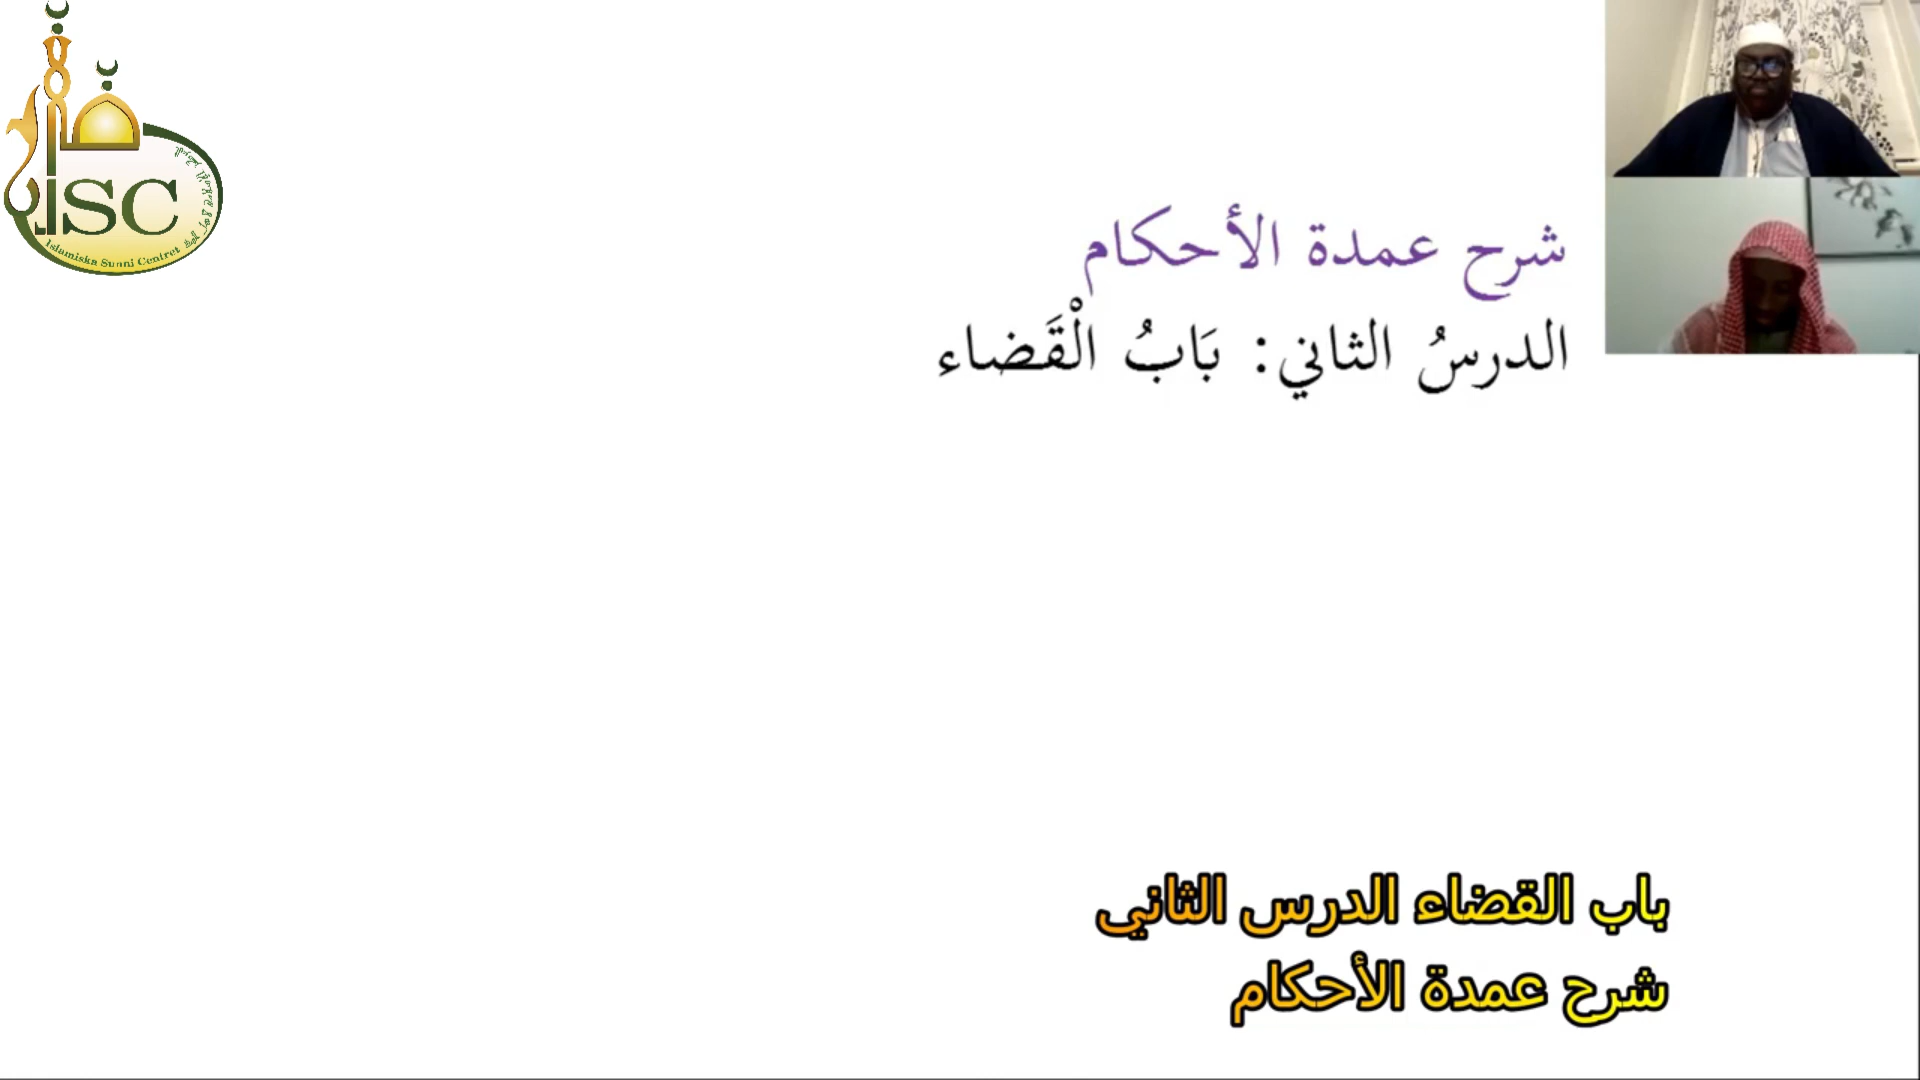 ISC
Islamiska Sunni Centret
شرح عمدة الأحكام
الدرسُ الثاني: بَابُ الْقَضاء
باب القضاء الدرس الثاني
شرح عمدة الأحكام